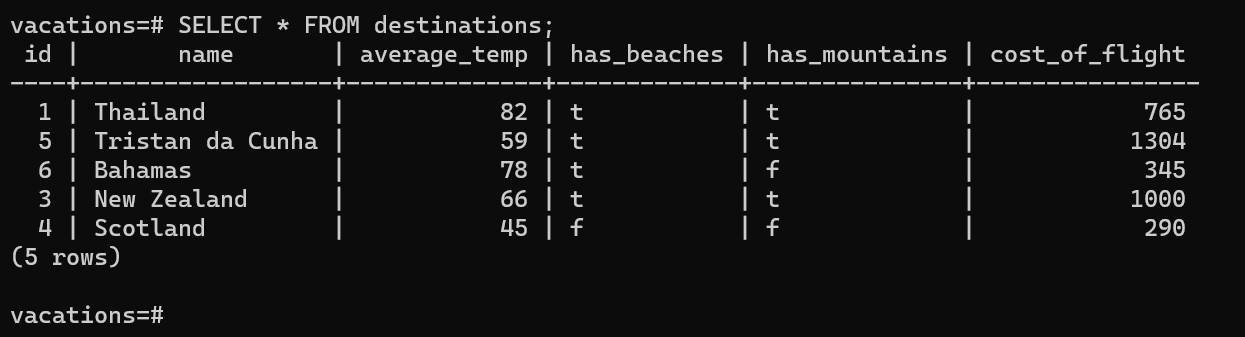 vacations=# SELECT * FROM destinations;
 id |       name       | average_temp | has_beaches | has_mountains | cost_of_flight
----+------------------+--------------+-------------+---------------+----------------
  1 | Thailand         |           82 | t           | t             |            765
  5 | Tristan da Cunha |           59 | t           | t             |           1304
  6 | Bahamas          |           78 | t           | f             |            345
  3 | New Zealand      |           66 | t           | t             |           1000
  4 | Scotland         |           45 | f           | f             |            290
(5 rows)

vacations=#